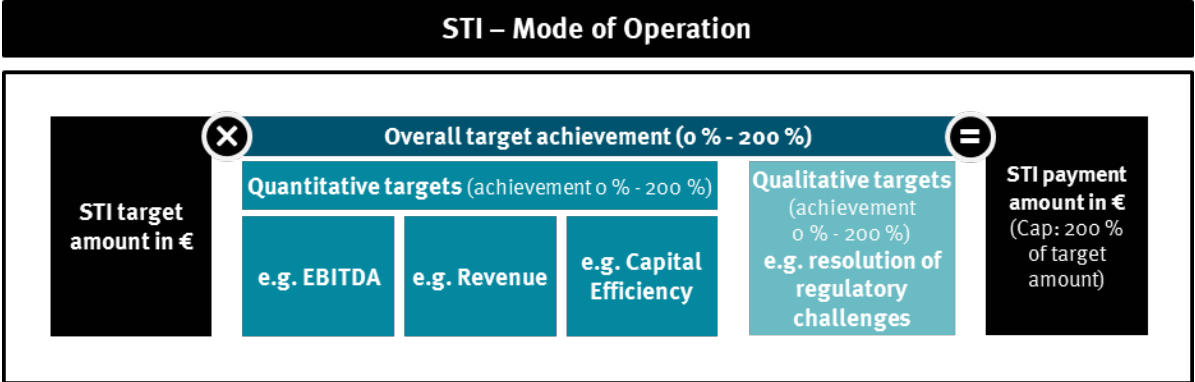 STI – Mode of Operation
×
Overall target achievement (0 % - 200 %)
=
STI target
amount in €
Quantitative targets (achievement 0 % - 200 %)
e.g. EBITDA
e.g. Revenue
e.g. Capital
Efficiency
Qualitative targets
(achievement
0 % - 200 %)
e.g. resolution of
regulatory
challenges
STI payment
amount in €
(Cap: 200 %
of target
amount)